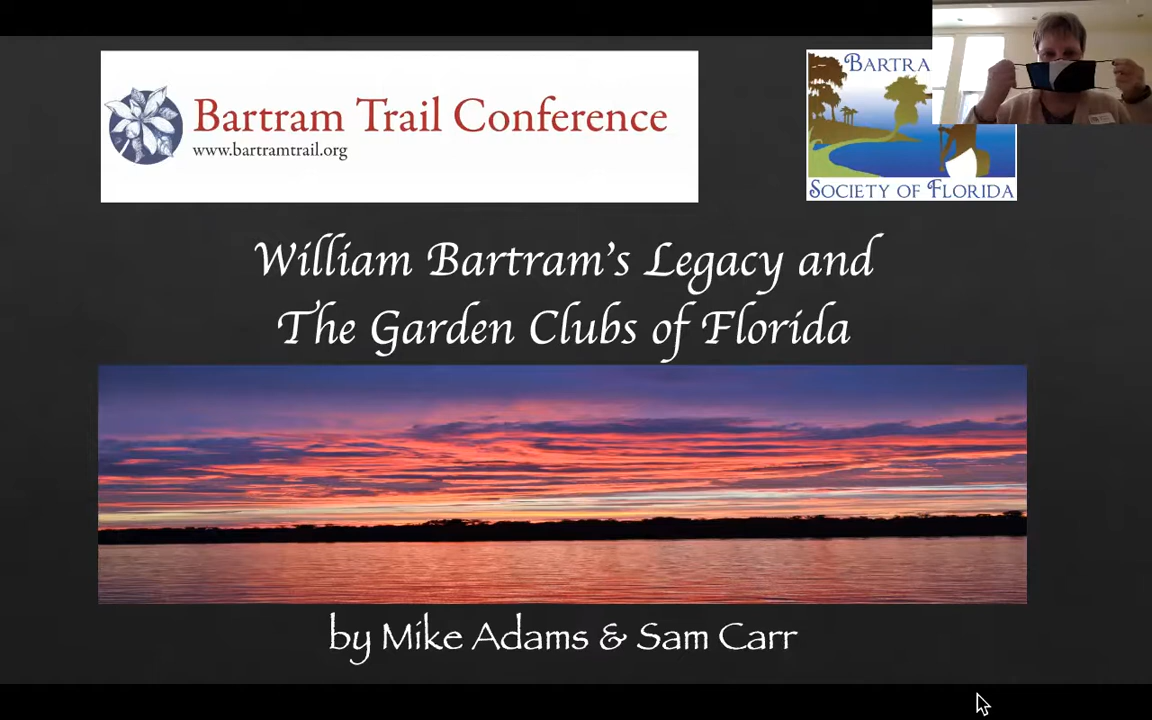 Bartram Trail Conference
www.bartramtrail.org
BARTRA
SOCIETY OF FLORIDA
William Bartram's Legacy and
The Garden Clubs of Florida
by Mike Adams & Sam Carr